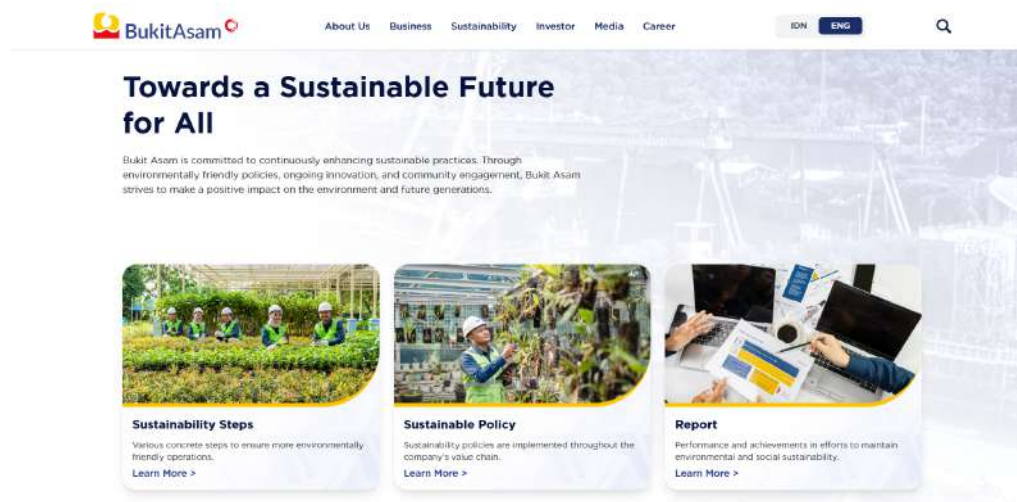 BukitAsam
About Us Business Sustainability Investor Media Career
IDN ENG
Towards a Sustainable Future
for All
Bukit Asam is committed to continuously enhancing sustainable practices. Through
environmentally friendly policies, ongoing innovation, and community engagement, Bukit Asam
strives to make a positive impact on the environment and future generations.
Sustainability Steps
Various concrete steps to ensure more environmentally
friendly operations.
Learn More >
Sustainable Policy
Sustainability policies are implemented throughout the
company's value chain.
Learn More >
Report
Performance and achievements in efforts to maintain
environmental and social sustainability.
Learn More >